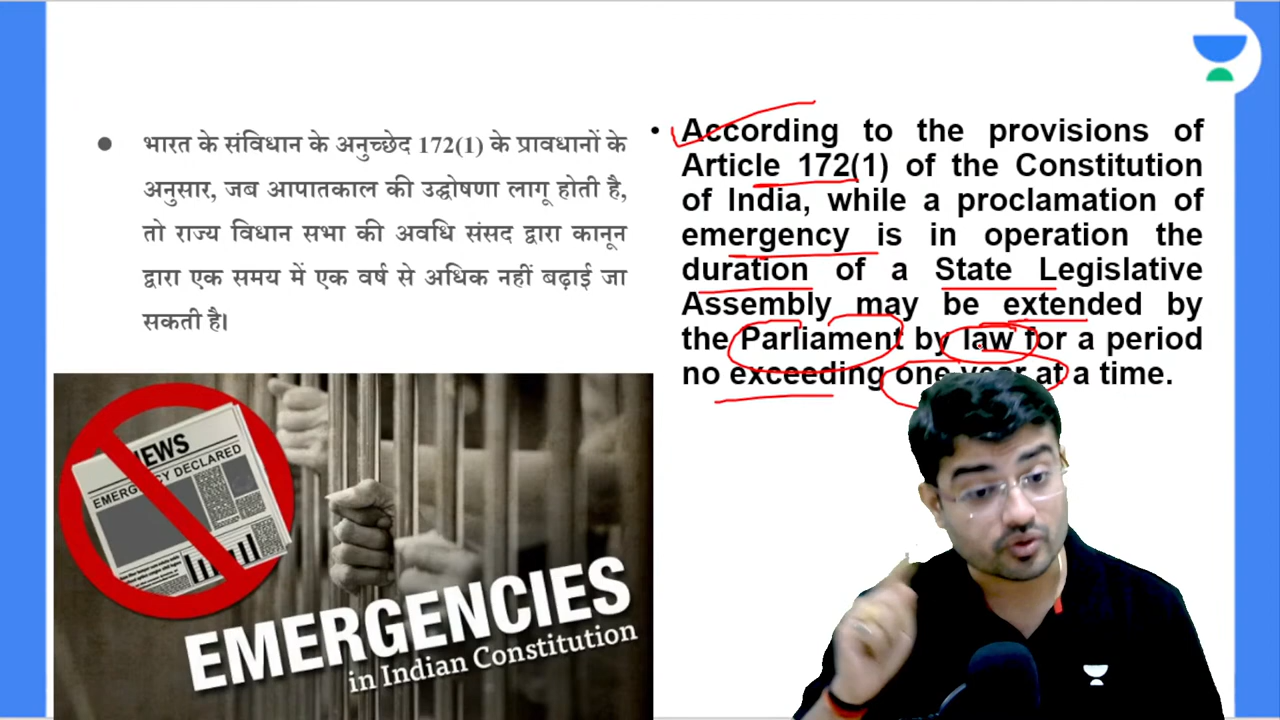 • भारत के संविधान के अनुच्छेद 172(1) के प्रावधानों के
अनुसार, जब आपातकाल की उद्घोषणा लागू होती है,
तो राज्य विधान सभा की अवधि संसद द्वारा कानून
द्वारा एक समय में एक वर्ष से अधिक नहीं बढ़ाई जा
सकती है।
• According to the provisions of
Article 172(1) of the Constitution
of India, while a proclamation of
emergency is in operation the
duration of a State Legislative
Assembly may be extended by
the Parliament by law for a period
no exceeding one year at a time.
NEWS
EMERGENCY DECLARED
EMERGENCIES
in Indian Constitution